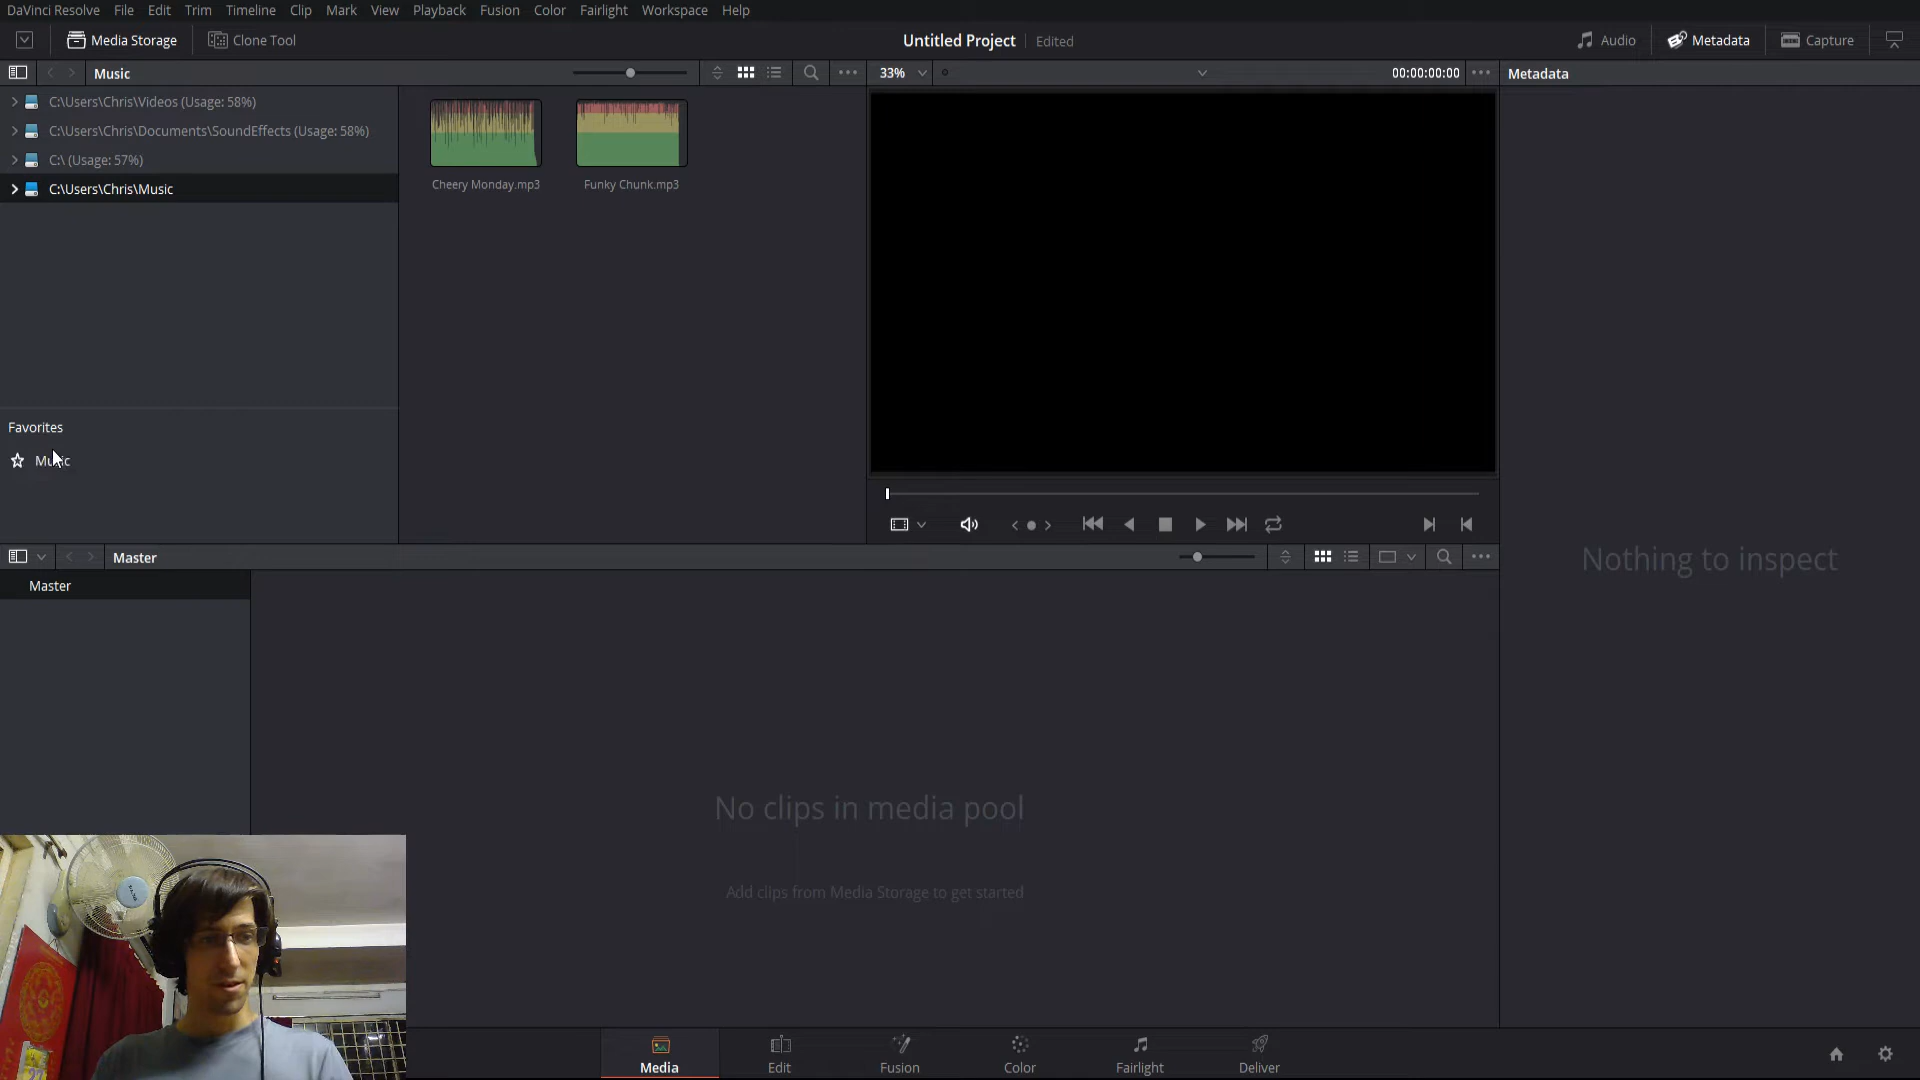 DaVinci Resolve File Edit Trim Timeline Clip Mark View Playback Fusion Color Fairlight Workspace Help
Media Storage Clone Tool Untitled Project Edited Audio Metadata Capture
Music 33% 00:00:00:00 Metadata
C:\Users\Chris\Videos (Usage: 58%)
C:\Users\Chris\Documents\SoundEffects (Usage: 58%)
C:\ (Usage: 57%)
C:\Users\Chris\Music
Cheery Monday.mp3 Funky Chunk.mp3
Favorites
Music
Master
Master
Nothing to inspect
No clips in media pool
Add clips from Media Storage to get started
Media Edit Fusion Color Fairlight Deliver